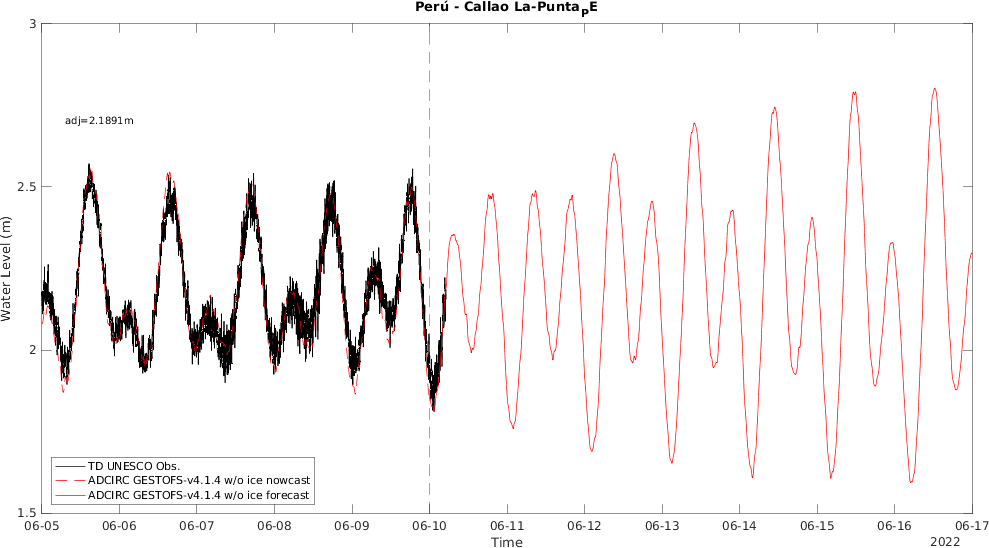 Perú - Callao La-PuntapE
adj=2.1891m
Water Level (m)
3
2.5
2
1.5
TD UNESCO Obs.
ADCIRC GESTOFS-v4.1.4 w/o ice nowcast
ADCIRC GESTOFS-v4.1.4 w/o ice forecast
06-05 06-06 06-07 06-08 06-09 06-10 06-11 06-12 06-13 06-14 06-15 06-16 06-17
Time
2022